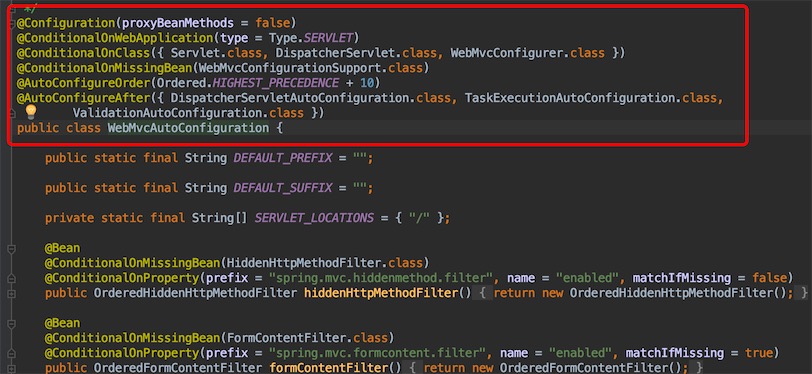 */
@Configuration(proxyBeanMethods = false)
@ConditionalOnWebApplication(type = Type.SERVLET)
@ConditionalOnClass({ Servlet.class, DispatcherServlet.class, WebMvcConfigurer.class })
@ConditionalOnMissingBean(WebMvcConfigurationSupport.class)
@AutoConfigureOrder(Ordered.HIGHEST_PRECEDENCE + 10)
@AutoConfigureAfter({ DispatcherServletAutoConfiguration.class, TaskExecutionAutoConfiguration.class,
ValidationAutoConfiguration.class })
public class WebMvcAutoConfiguration {
public static final String DEFAULT_PREFIX = "";
public static final String DEFAULT_SUFFIX = "";
private static final String[] SERVLET_LOCATIONS = { "/" };
@Bean
@ConditionalOnMissingBean(HiddenHttpMethodFilter.class)
@ConditionalOnProperty(prefix = "spring.mvc.hiddenmethod.filter", name = "enabled", matchIfMissing = false)
public OrderedHiddenHttpMethodFilter hiddenHttpMethodFilter() { return new OrderedHiddenHttpMethodFilter(); }
@Bean
@ConditionalOnMissingBean(FormContentFilter.class)
@ConditionalOnProperty(prefix = "spring.mvc.formcontent.filter", name = "enabled", matchIfMissing = true)
public OrderedFormContentFilter formContentFilter() { return new OrderedFormContentFilter(); }